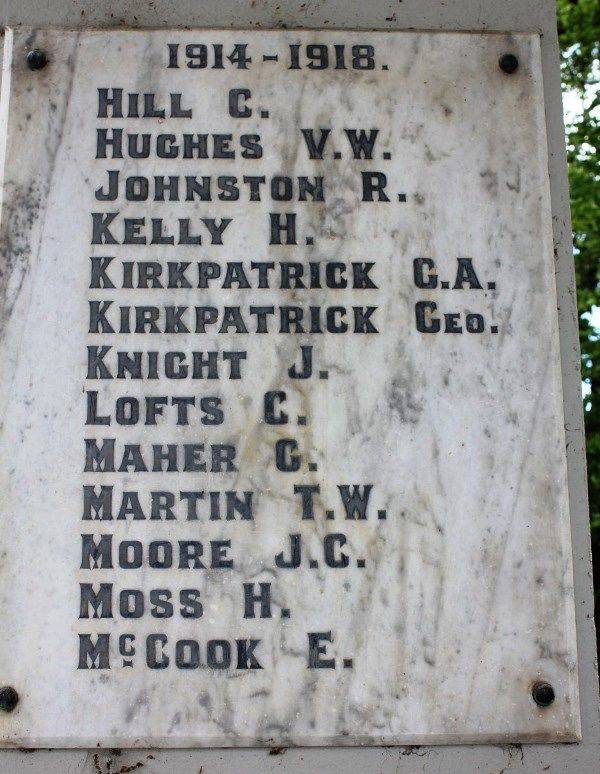 1914-1918.
HILL C.
HUGHES V.W.
JOHNSTON R.
KELLY H.
KIRKPATRICK G.A.
KIRKPATRICK GEO.
KNIGHT J.
LOFTS C.
MAHER G.
MARTIN T.W.
MOORE J.C.
MOSS H.
McCOOK E.